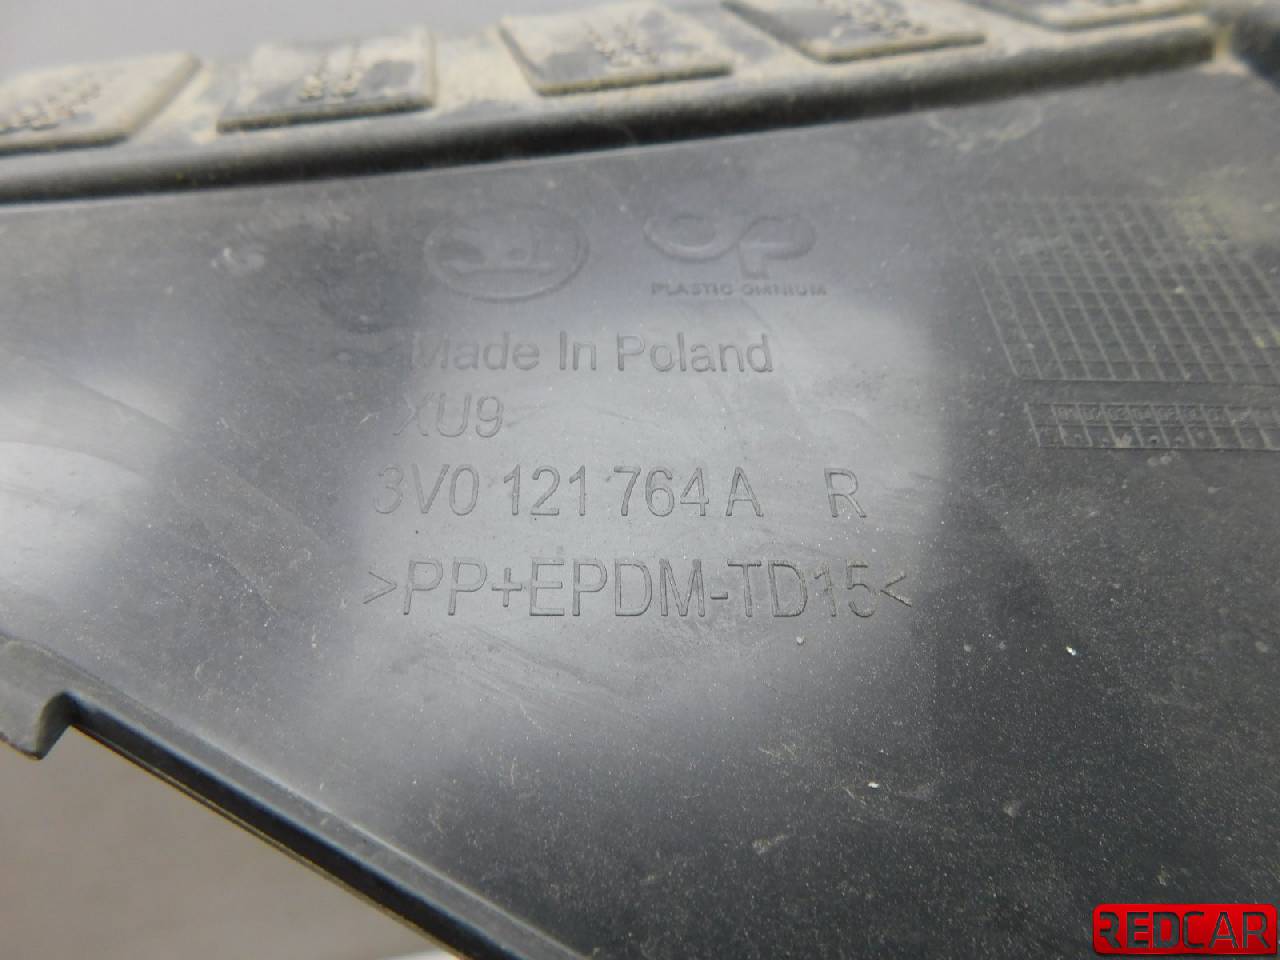 PLASTIC OMNIUM
Made In Poland
XU9
3V0 121 764 A R
>PP+EPDM-TD15<
REDCAR